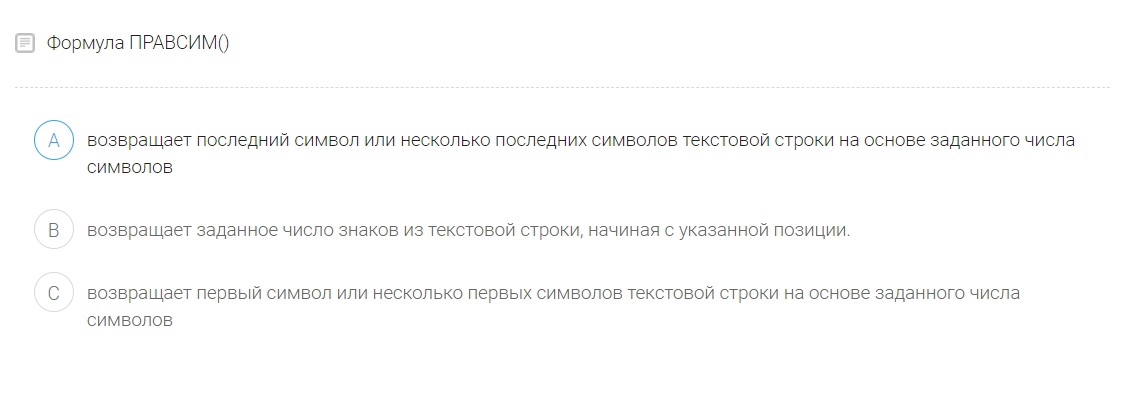 Формула ПРАВСИМ()
A возвращает последний символ или несколько последних символов текстовой строки на основе заданного числа
символов
B возвращает заданное число знаков из текстовой строки, начиная с указанной позиции.
C возвращает первый символ или несколько первых символов текстовой строки на основе заданного числа
символов